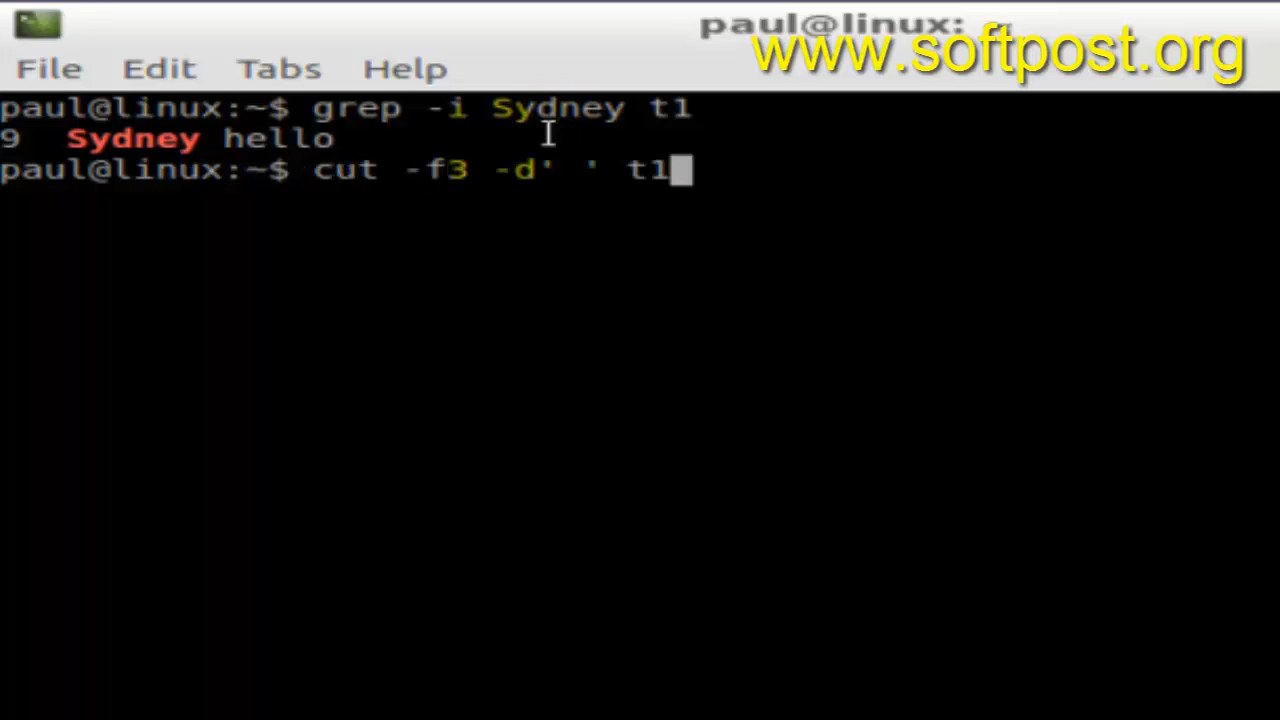 paul@linux:
www.softpost.org
File Edit Tabs Help
paul@linux:~$ grep -i Sydney t1
9  Sydney hello
paul@linux:~$ cut -f3 -d' ' t1